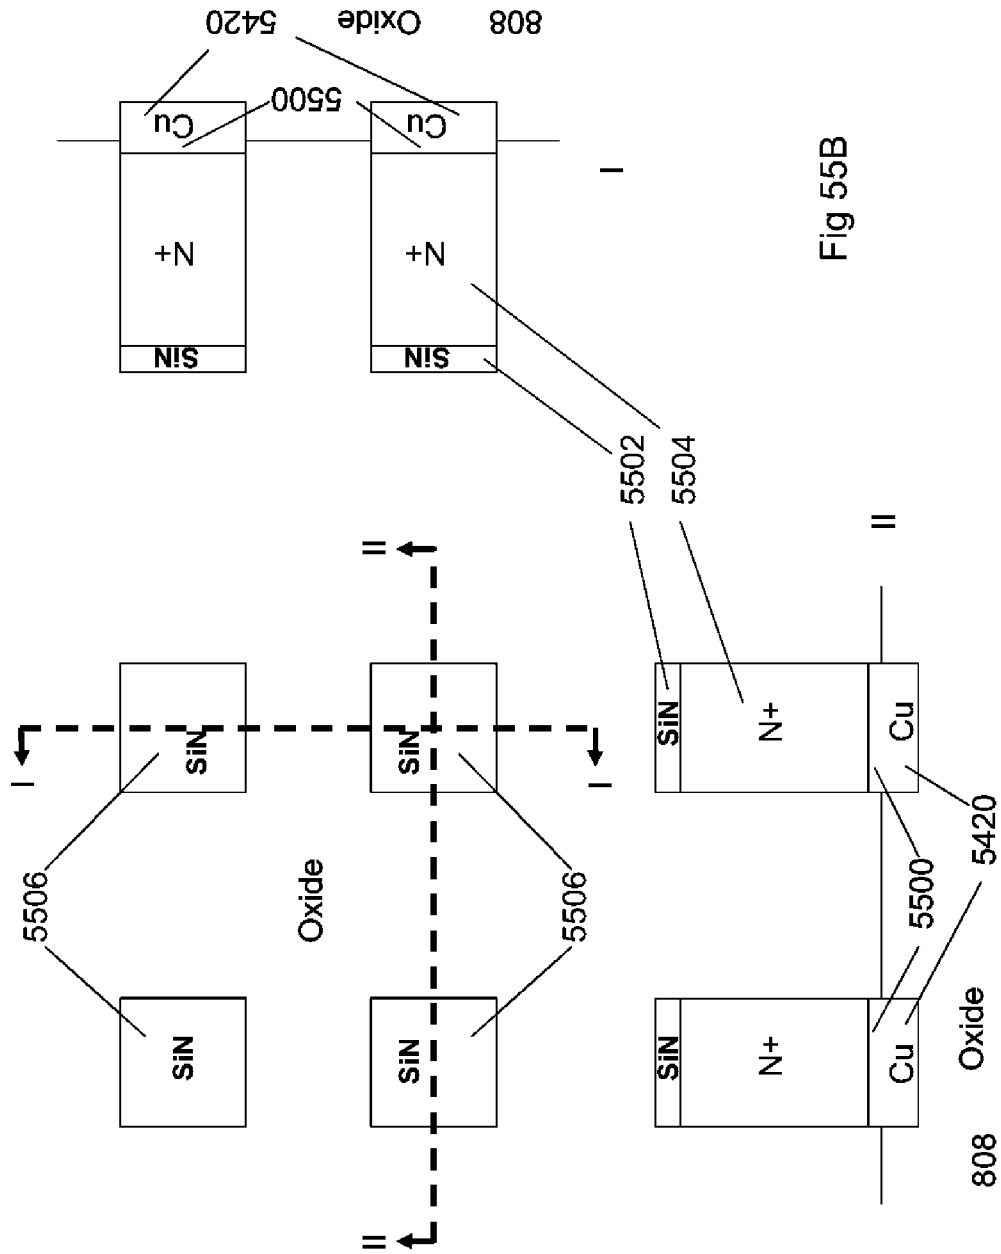 I
5506
SiN
SiN
Oxide
II
II
SiN
SiN
5506
I
SiN
N+
Cu
SiN
N+
Cu
5500
5420
Oxide
808
I
5502
5504
SiN
SiN
N+
N+
II
Cu
Cu
5500
5420
808
Oxide
Fig 55B